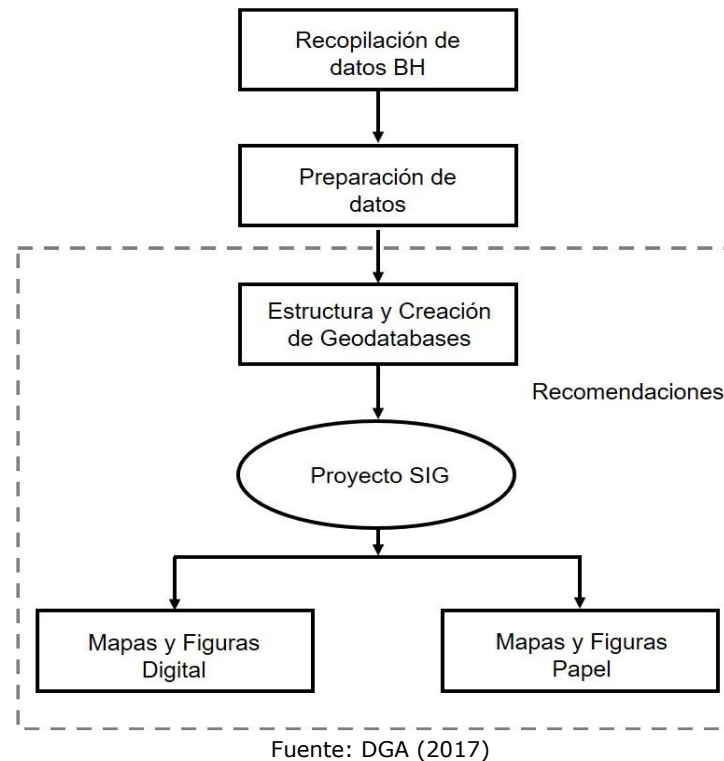 Recopilación de
datos BH
Preparación de
datos
Estructura y Creación
de Geodatabases
Recomendaciones
Proyecto SIG
Mapas y Figuras
Digital
Mapas y Figuras
Papel
Fuente: DGA (2017)